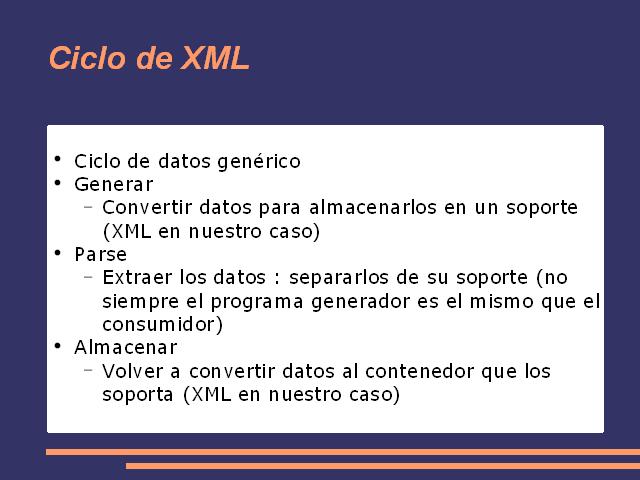 Ciclo de XML
• Ciclo de datos genérico
• Generar
– Convertir datos para almacenarlos en un soporte
(XML en nuestro caso)
• Parse
– Extraer los datos : separarlos de su soporte (no
siempre el programa generador es el mismo que el
consumidor)
• Almacenar
– Volver a convertir datos al contenedor que los
soporta (XML en nuestro caso)